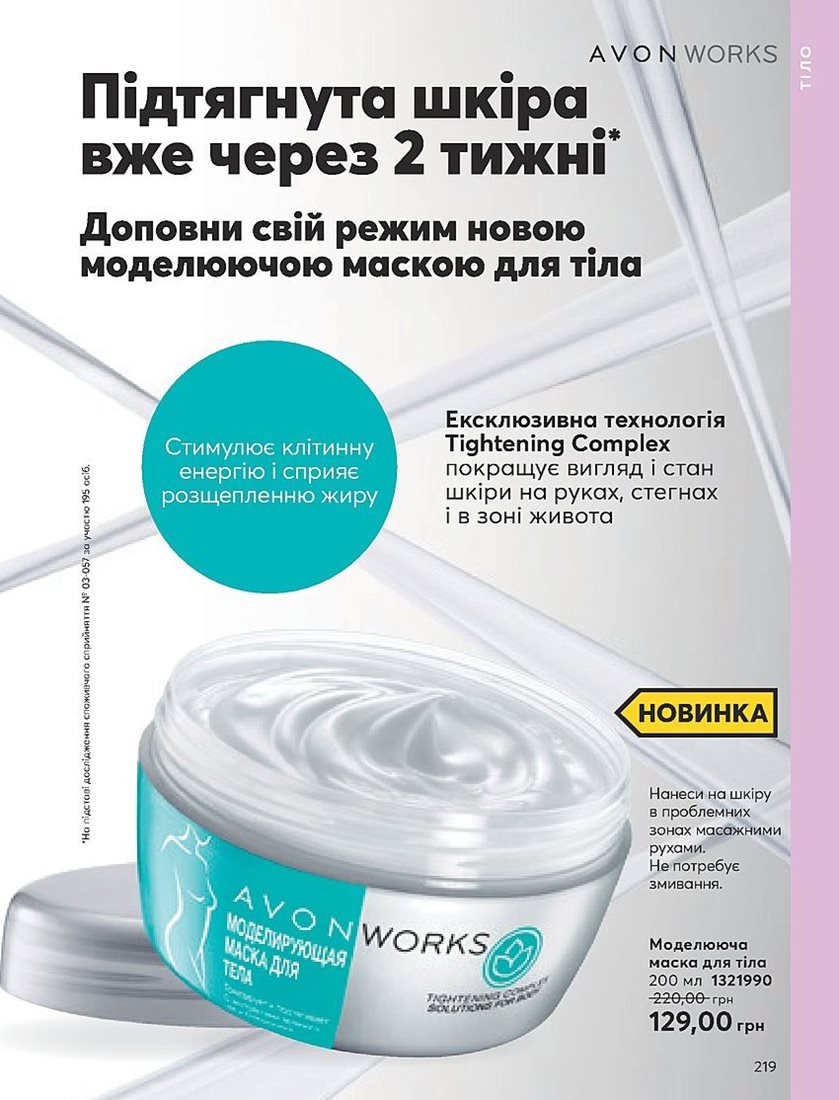 AVON WORKS
ТІЛО
Підтягнута шкіра
вже через 2 тижні*
Доповни свій режим новою
моделюючою маскою для тіла
Стимулює клітинну
енергію і сприяє
розщепленню жиру
Ексклюзивна технологія
Tightening Complex
покращує вигляд і стан
шкіри на руках, стегнах
і в зоні живота
*На підставі дослідження споживчого сприйняття № 03-057 за участю 195 осіб.
НОВИНКА
Нанеси на шкіру
в проблемних
зонах масажними
рухами.
Не потребує
змивання.
AVON WORKS
МОДЕЛИРУЮЩАЯ
МАСКА ДЛЯ
ТЕЛА
TIGHTENING COMPLEX
SOLUTIONS FOR BODY
Моделююча
маска для тіла
200 мл 1321990
220,00 грн
129,00 грн
219